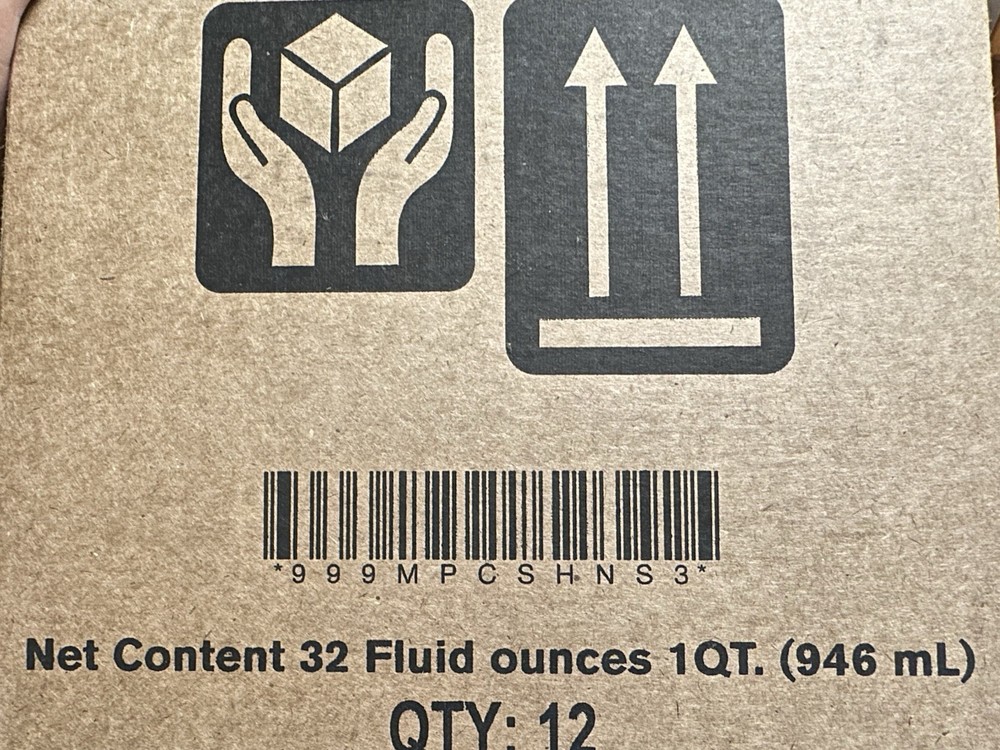 *999MPCSHNS3*
Net Content 32 Fluid ounces 1QT. (946 mL)
QTY: 12